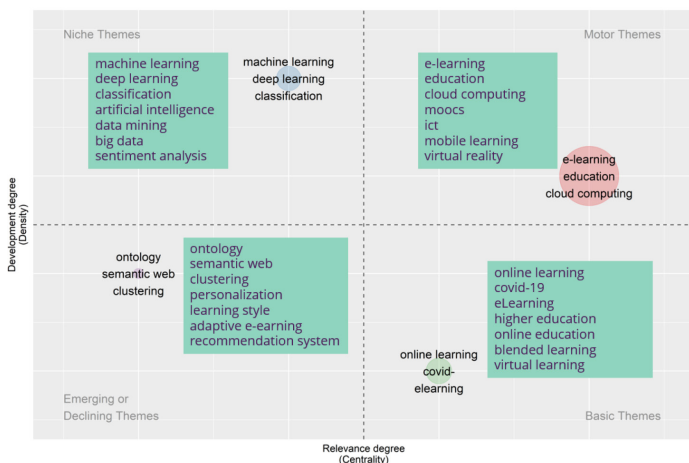 Niche Themes
Motor Themes
machine learning
deep learning
classification
artificial intelligence
data mining
big data
sentiment analysis
machine learning
deep learning
classification
e-learning
education
cloud computing
moocs
ict
mobile learning
virtual reality
e-learning
education
cloud computing
Development degree
(Density)
ontology
semantic web
clustering
ontology
semantic web
clustering
personalization
learning style
adaptive e-earning
recommendation system
online learning
covid-19
eLearning
higher education
online education
blended learning
virtual learning
online learning
covid-
elearning
Emerging or
Declining Themes
Basic Themes
Relevance degree
(Centrality)